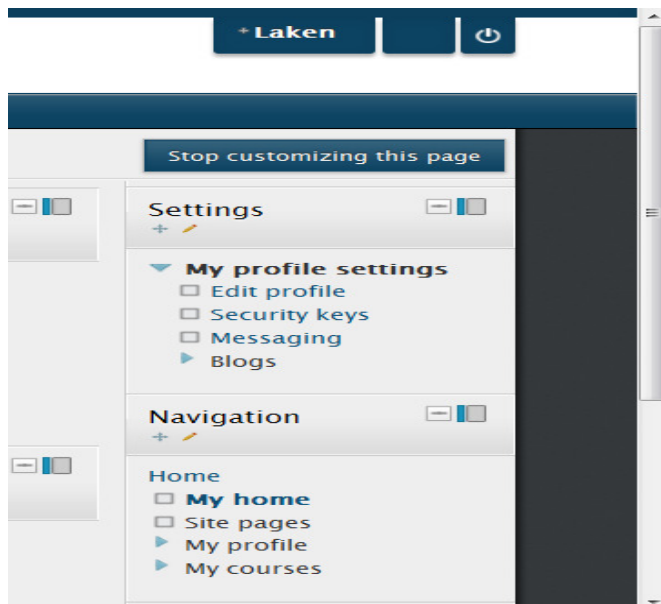 Laken
Stop customizing this page
Settings
My profile settings
Edit profile
Security keys
Messaging
Blogs
Navigation
Home
My home
Site pages
My profile
My courses